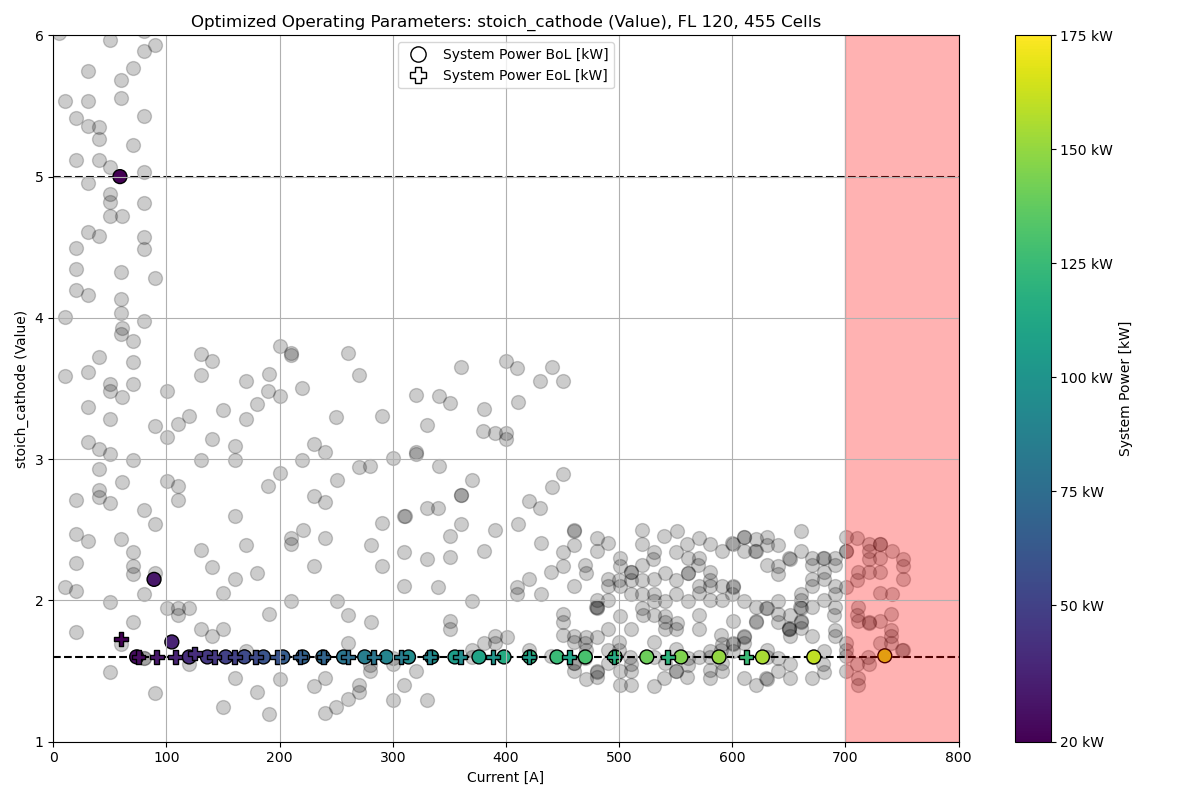 Optimized Operating Parameters: stoich_cathode (Value), FL 120, 455 Cells
System Power BoL [kW]
System Power EoL [kW]
stoich_cathode (Value)
6
5
4
3
2
1
0
100
200
300
400
500
600
700
800
Current [A]
175 kW
150 kW
125 kW
100 kW
75 kW
50 kW
20 kW
System Power [kW]